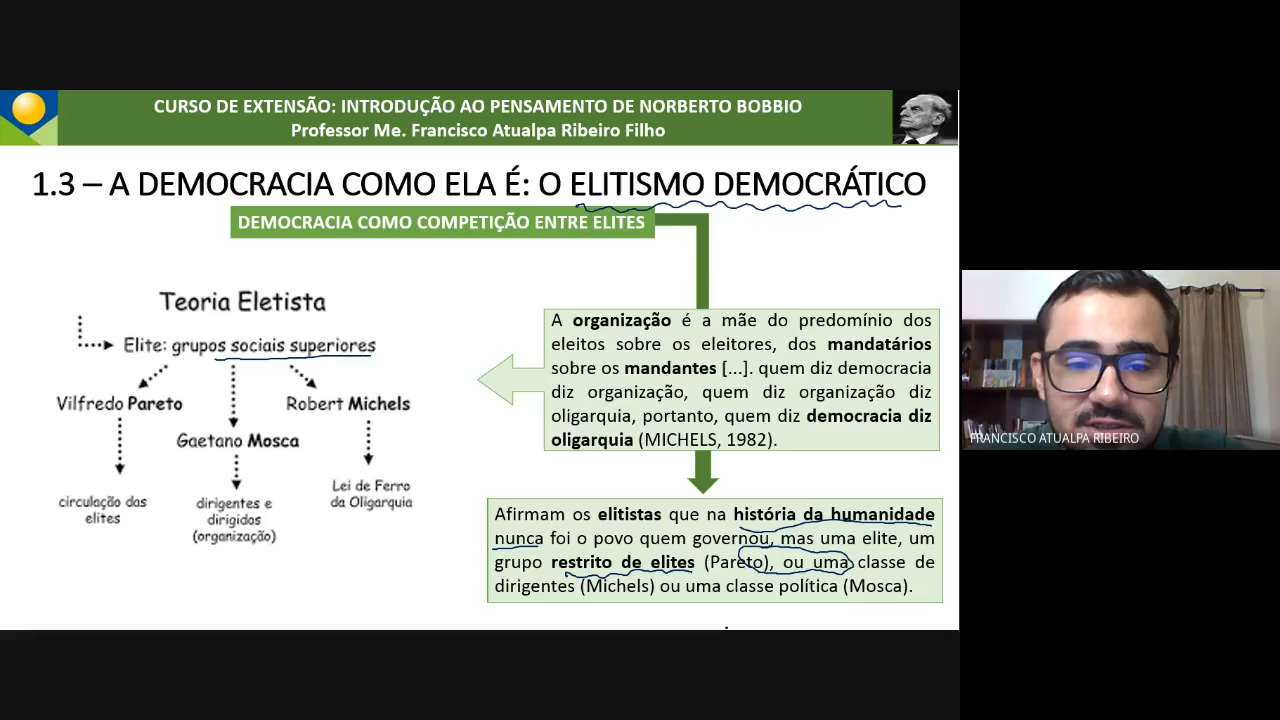 CURSO DE EXTENSÃO: INTRODUÇÃO AO PENSAMENTO DE NORBERTO BOBBIO
Professor Me. Francisco Atualpa Ribeiro Filho
1.3 – A DEMOCRACIA COMO ELA É: O ELITISMO DEMOCRÁTICO
DEMOCRACIA COMO COMPETIÇÃO ENTRE ELITES
Teoria Eletista
Elite: grupos sociais superiores
Vilfredo Pareto
Robert Michels
Gaetano Mosca
circulação das
elites
dirigentes e
dirigidos
(organização)
Lei de Ferro
da Oligarquia
A organização é a mãe do predomínio dos
eleitos sobre os eleitores, dos mandatários
sobre os mandantes [...]. quem diz democracia
diz organização, quem diz organização diz
oligarquia, portanto, quem diz democracia diz
oligarquia (MICHELS, 1982).
Afirmam os elitistas que na história da humanidade
nunca foi o povo quem governou, mas uma elite, um
grupo restrito de elites (Pareto), ou uma classe de
dirigentes (Michels) ou uma classe política (Mosca).
FRANCISCO ATUALPA RIBEIRO